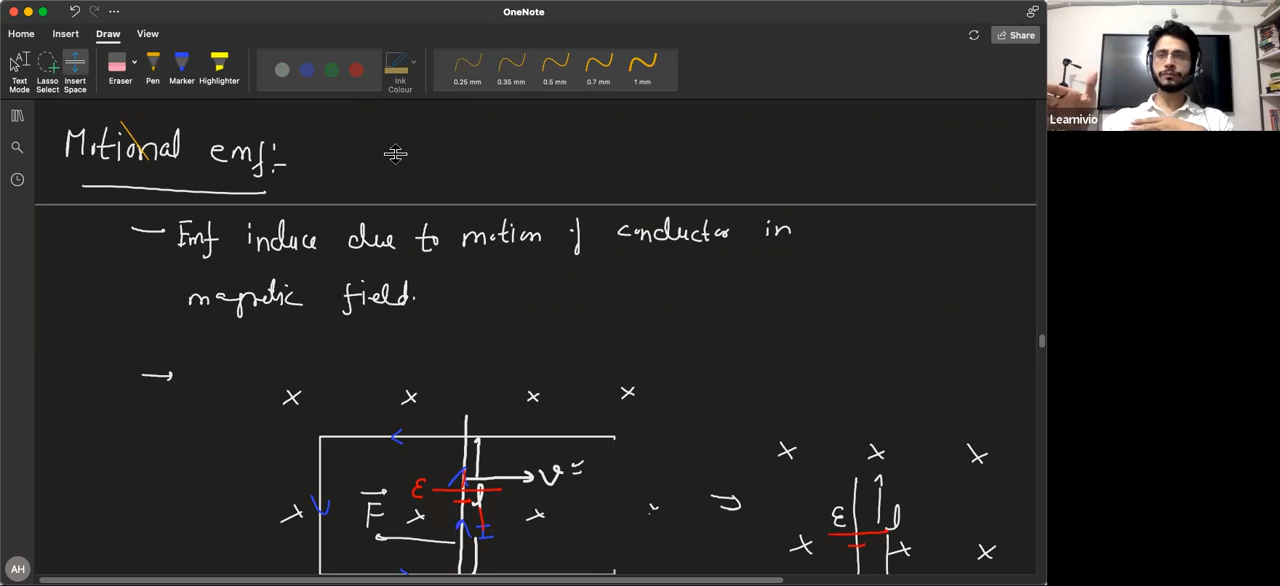 OneNote
Home Insert Draw View
Share
Text Mode
Lasso Select
Insert Space
Eraser
Pen
Marker
Highlighter
Ink Colour
0.25 mm 0.35 mm 0.5 mm 0.7 mm 1 mm
Learnivio
Motional emf:-
— Emf induce due to motion of conductor in
magnetic field.
→
x x x x
x x x
ε l v =
F x I x
x x x
ε l
x x x
AH